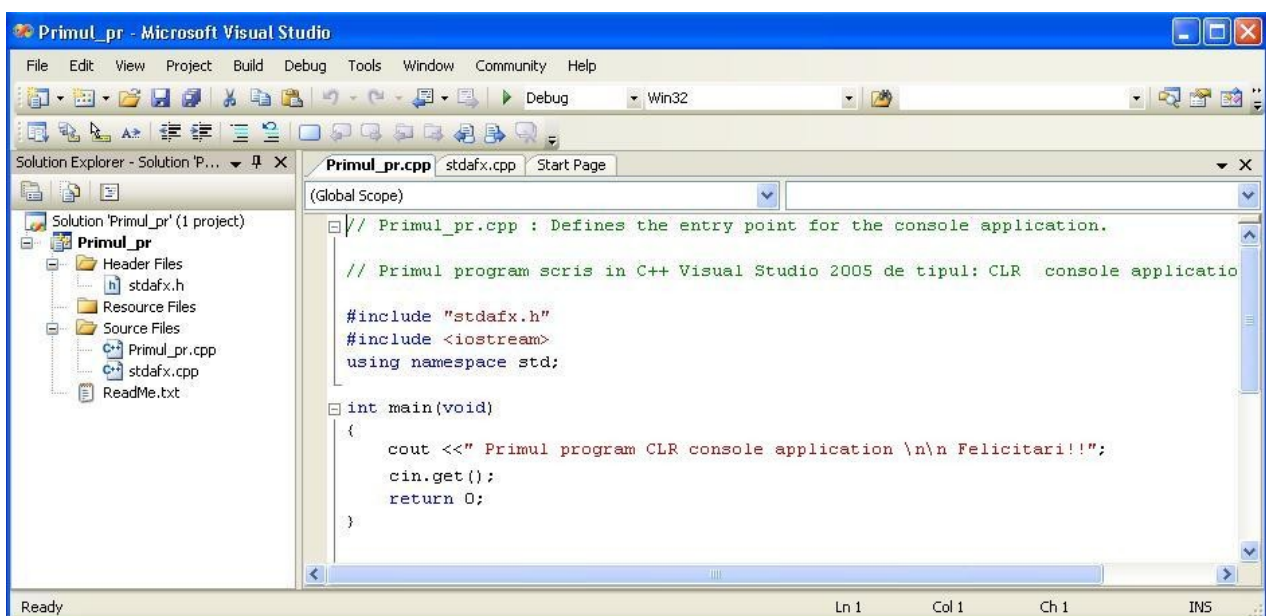 Primul_pr - Microsoft Visual Studio
File Edit View Project Build Debug Tools Window Community Help
Debug Win32
Solution Explorer - Solution 'P...
Primul_pr.cpp stdafx.cpp Start Page
(Global Scope)
Solution 'Primul_pr' (1 project)
Primul_pr
Header Files
stdafx.h
Resource Files
Source Files
Primul_pr.cpp
stdafx.cpp
ReadMe.txt
// Primul_pr.cpp : Defines the entry point for the console application.
// Primul program scris in C++ Visual Studio 2005 de tipul: CLR  console applicatio
#include "stdafx.h"
#include <iostream>
using namespace std;
int main(void)
{
cout <<" Primul program CLR console application \n\n Felicitari!!";
cin.get();
return 0;
}
Ready Ln 1 Col 1 Ch 1 INS